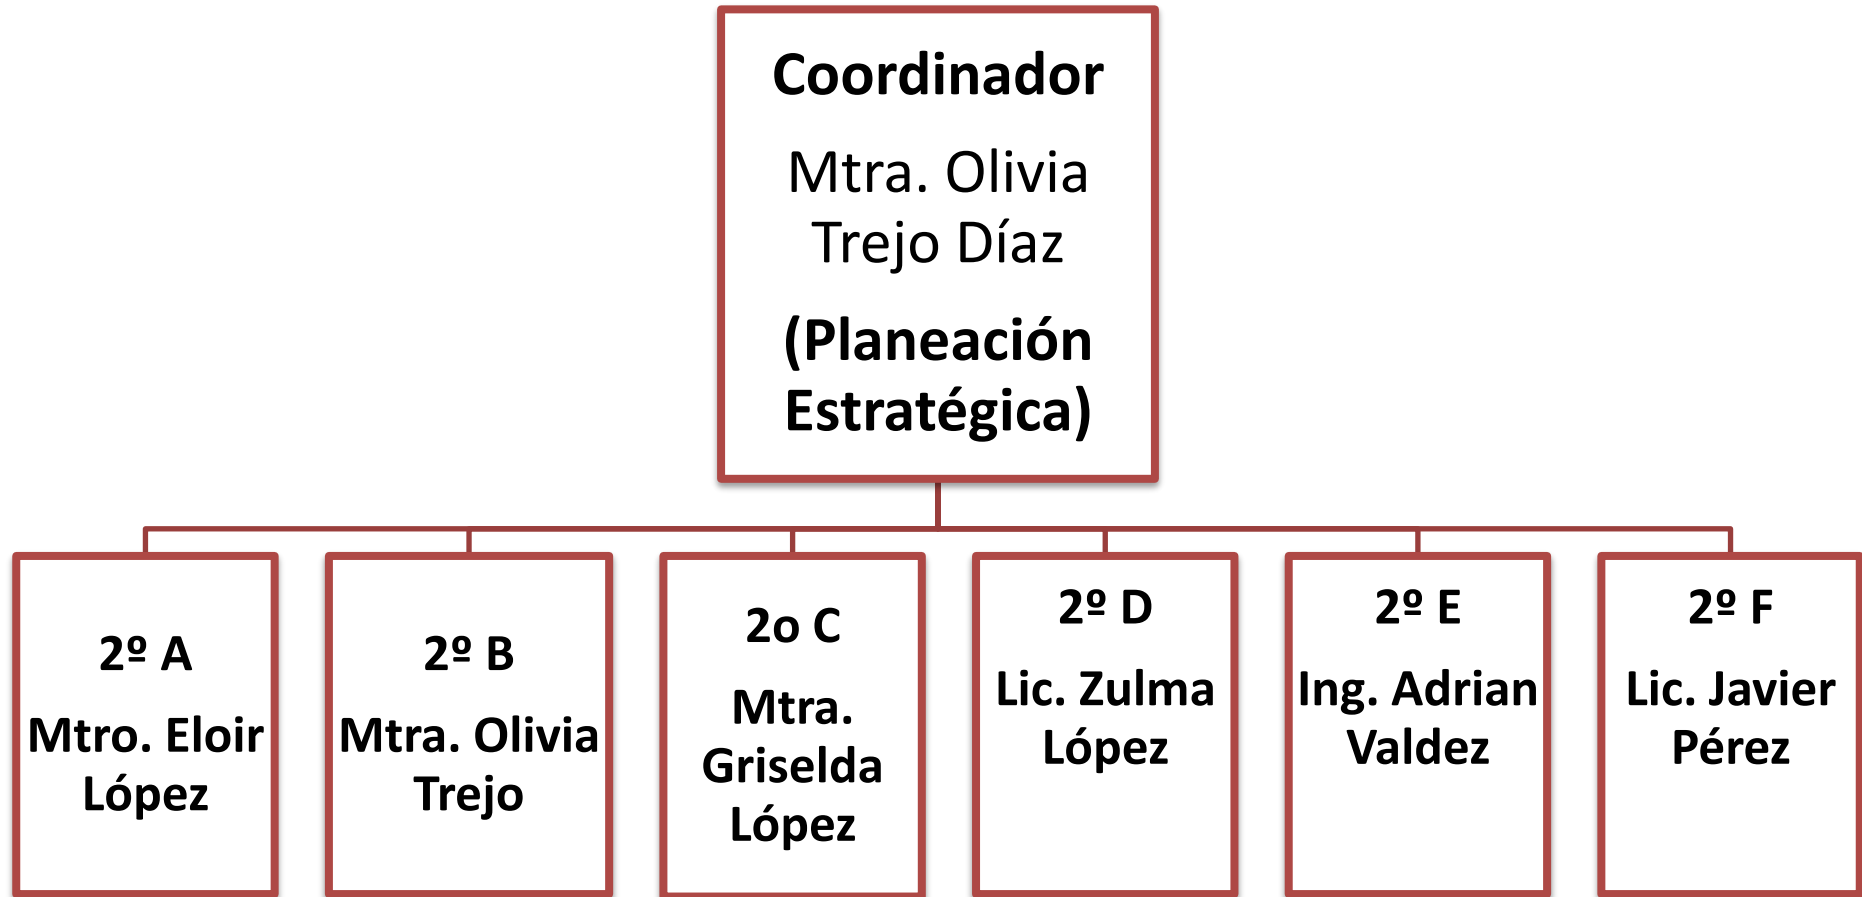 Coordinador
Mtra. Olivia
Trejo Díaz
(Planeación
Estratégica)
2º A
Mtro. Eloir
López
2º B
Mtra. Olivia
Trejo
2o C
Mtra.
Griselda
López
2º D
Lic. Zulma
López
2º E
Ing. Adrian
Valdez
2º F
Lic. Javier
Pérez